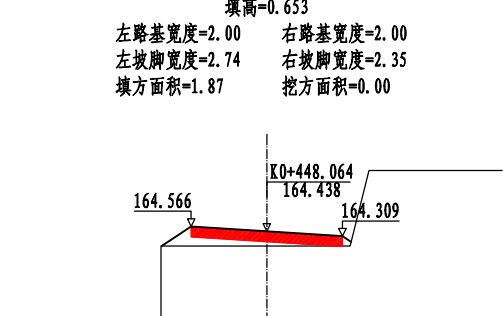 填高=0.653
左路基宽度=2.00 右路基宽度=2.00
左坡脚宽度=2.74 右坡脚宽度=2.35
填方面积=1.87 挖方面积=0.00
K0+448.064
164.438
164.566
164.309